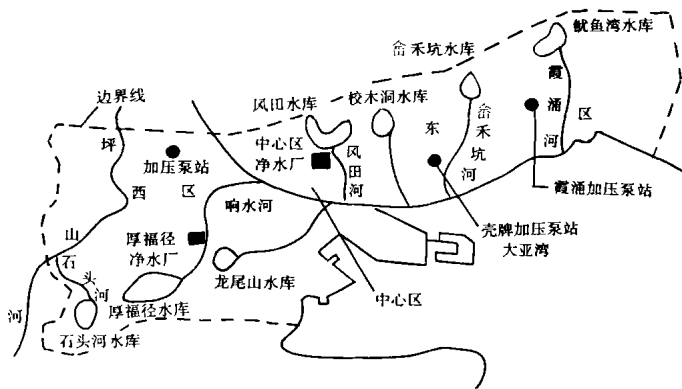 鱿鱼湾水库
畲禾坑水库
霞涌河
区
边界线
风田水库
校木洞水库
东
畲禾坑河
坪山河
加压泵站
中心区
净水厂
风田河
西区
响水河
霞涌加压泵站
厚福径
净水厂
壳牌加压泵站
大亚湾
石头河
龙尾山水库
中心区
厚福径水库
石头河水库